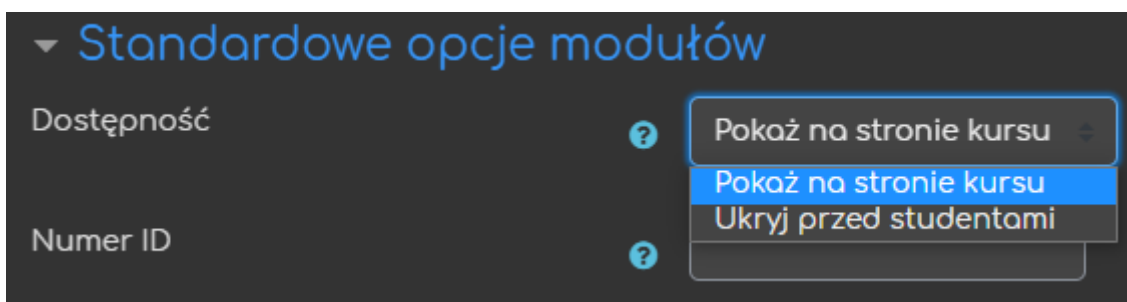 Standardowe opcje modułów
Dostępność
Pokaż na stronie kursu
Pokaż na stronie kursu
Ukryj przed studentami
Numer ID